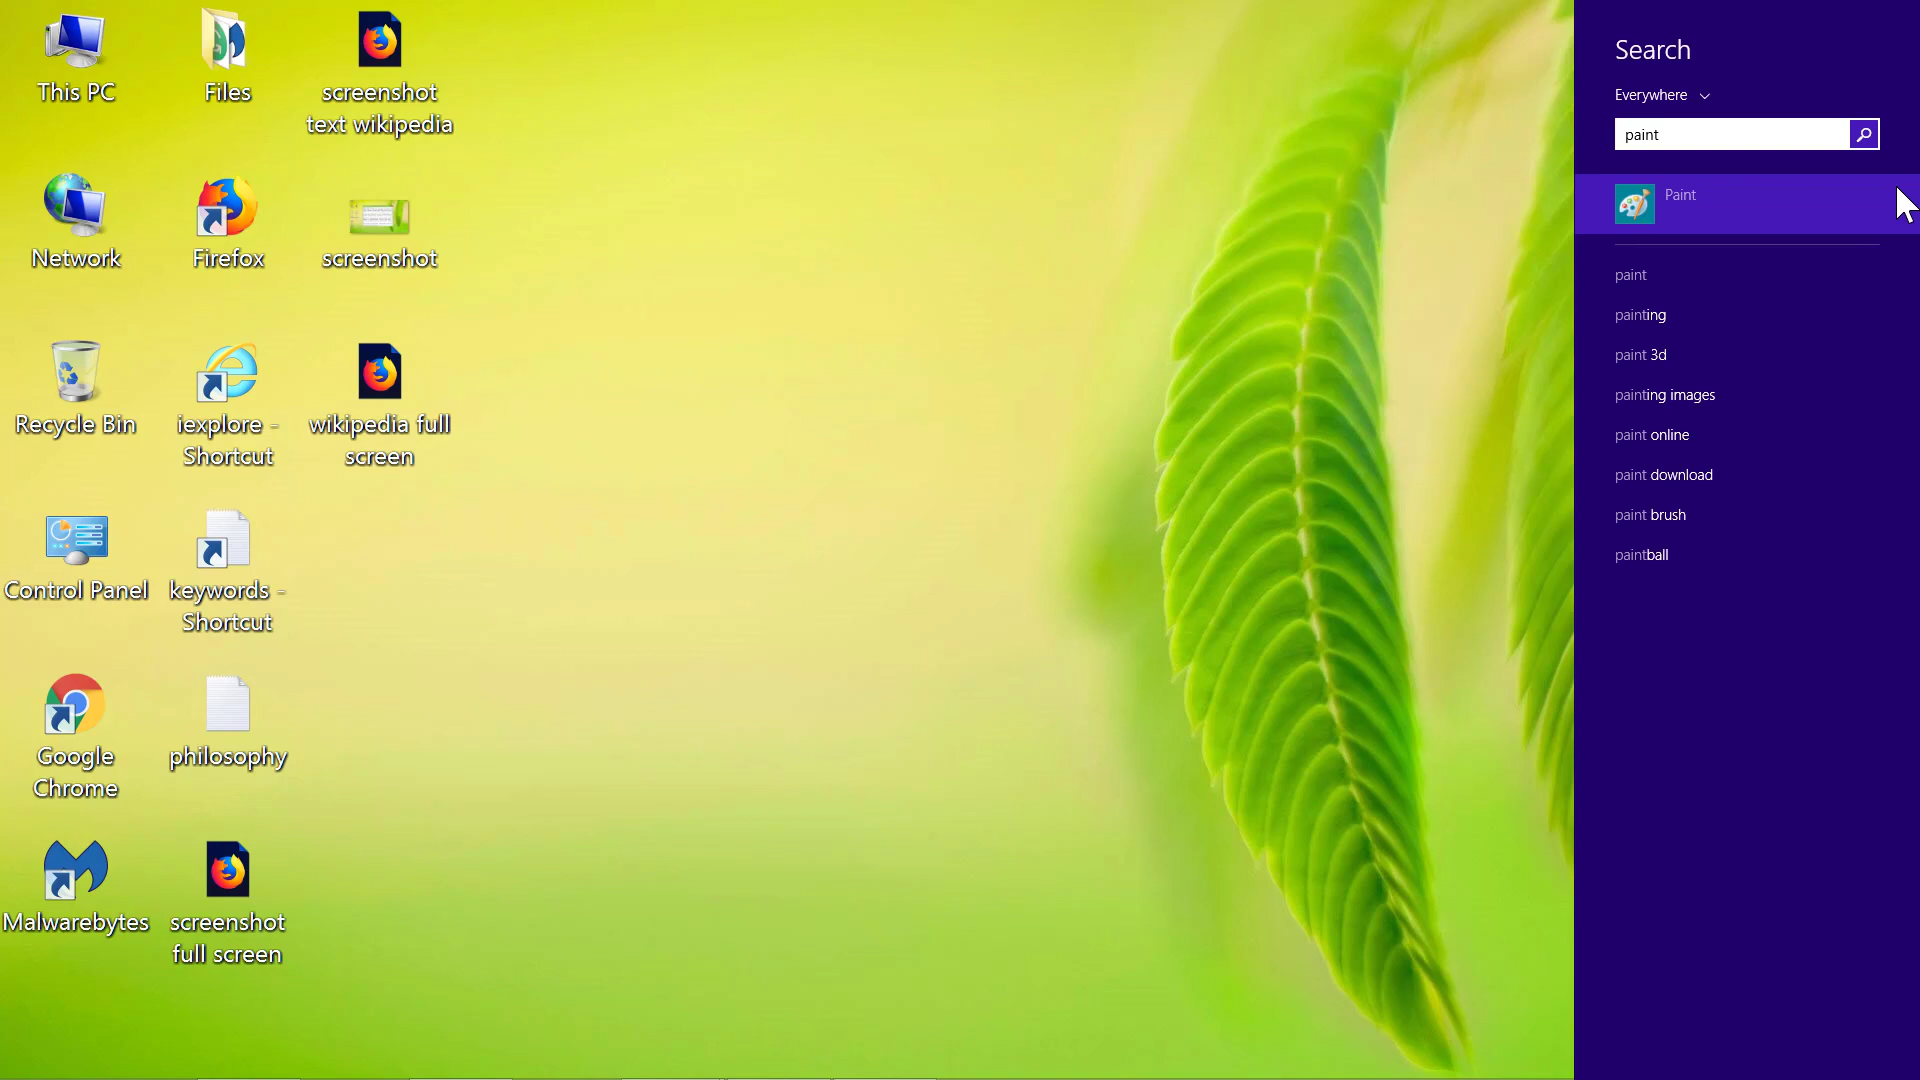 This PC
Files
screenshot
text wikipedia
Network
Firefox
screenshot
Recycle Bin
iexplore -
Shortcut
wikipedia full
screen
Control Panel
keywords -
Shortcut
Google
Chrome
philosophy
Malwarebytes
screenshot
full screen
Search
Everywhere
paint
Paint
paint
painting
paint 3d
painting images
paint online
paint download
paint brush
paintball